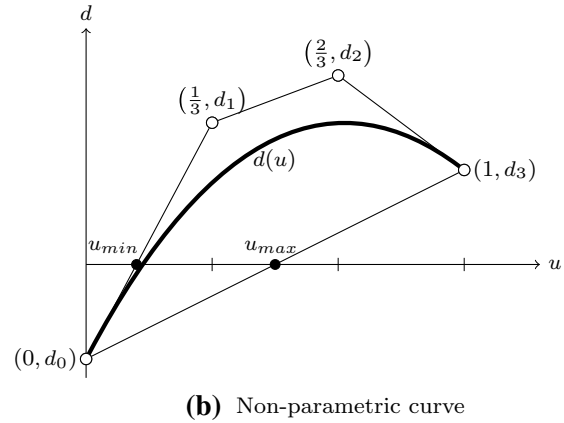 d
(2/3, d₂)
(1/3, d₁)
d(u)
(1, d₃)
u_min
u_max
u
(0, d₀)
(b) Non-parametric curve